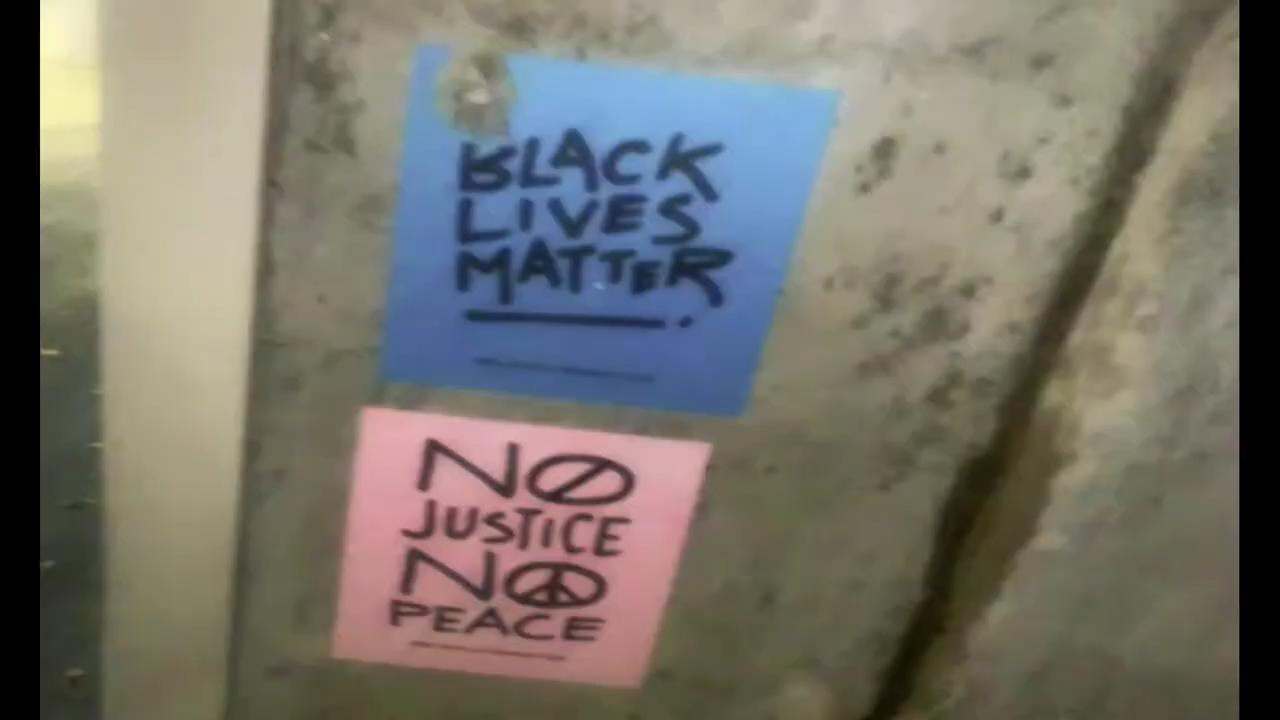 BLACK
LIVES
MATTER
NO
JUSTICE
NO
PEACE